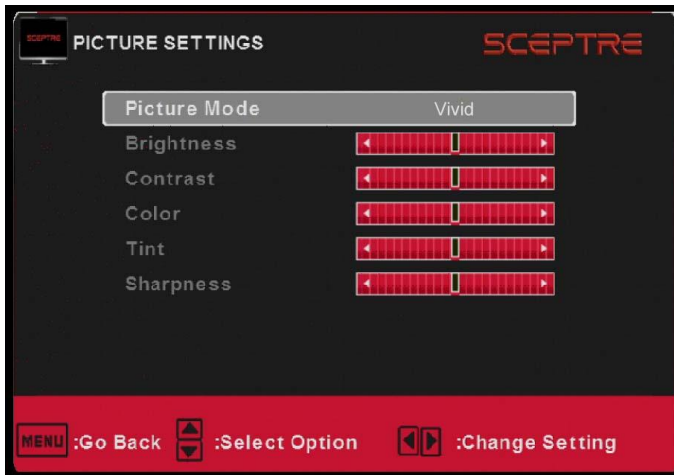 SCEPTRE
PICTURE SETTINGS
SCEPTRE
Picture Mode Vivid
Brightness
Contrast
Color
Tint
Sharpness
MENU :Go Back :Select Option :Change Setting